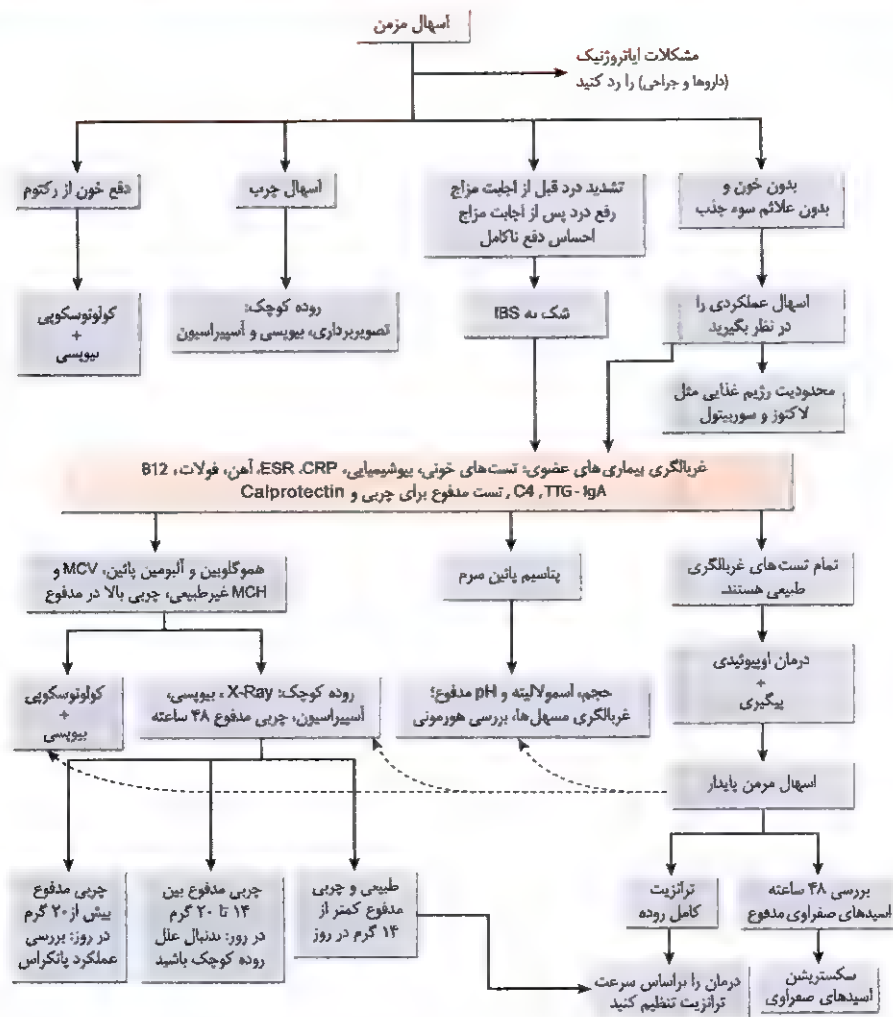 اسهال مزمن
مشکلات ایاتروژنیک
(داروها و جراحی) را رد کنید
دفع خون از رکتوم
اسهال چرب
تشدید درد قبل از اجابت مزاج
رفع درد پس از اجابت مزاج
احساس دفع ناکامل
بدون خون و
بدون علائم سوء جذب
کولونوسکوپی
+
بیوپسی
روده کوچک:
تصویربرداری، بیوپسی و آسپیراسیون
شک به IBS
اسهال عملکردی را
در نظر بگیرید
محدودیت رژیم غذایی مثل
لاکتوز و سوربیتول
غربالگری بیماری‌های عضوی: تست‌های خونی، بیوشیمیایی، ESR ،CRP، آهن، فولات، B12
C4 ,TTG-IgA, تست مدفوع برای چربی و Calprotectin
هموگلوبین و آلبومین پائین، MCV و
MCH غیرطبیعی، چربی بالا در مدفوع
پتاسیم پائین سرم
تمام تست‌های غربالگری
طبیعی هستند
کولونوسکوپی
+
بیوپسی
روده کوچک: X-Ray، بیوپسی،
آسپیراسیون، چربی مدفوع ۴۸ ساعته
حجم، اسمولالیته و pH مدفوع؛
غربالگری مسهل‌ها، بررسی هورمونی
درمان اوپیوئیدی
+
پیگیری
اسهال مزمن پایدار
چربی مدفوع
بیش از ۲۰ گرم
در روز: بررسی
عملکرد پانکراس
چربی مدفوع بین
۱۴ تا ۲۰ گرم
در روز: بدنبال علل
روده کوچک باشید
طبیعی و چربی
مدفوع کمتر از
۱۴ گرم در روز
ترانزیت
کامل روده
بررسی ۴۸ ساعته
اسیدهای صفراوی مدفوع
درمان را براساس سرعت
ترانزیت تنظیم کنید
سکستریشن
اسیدهای صفراوی